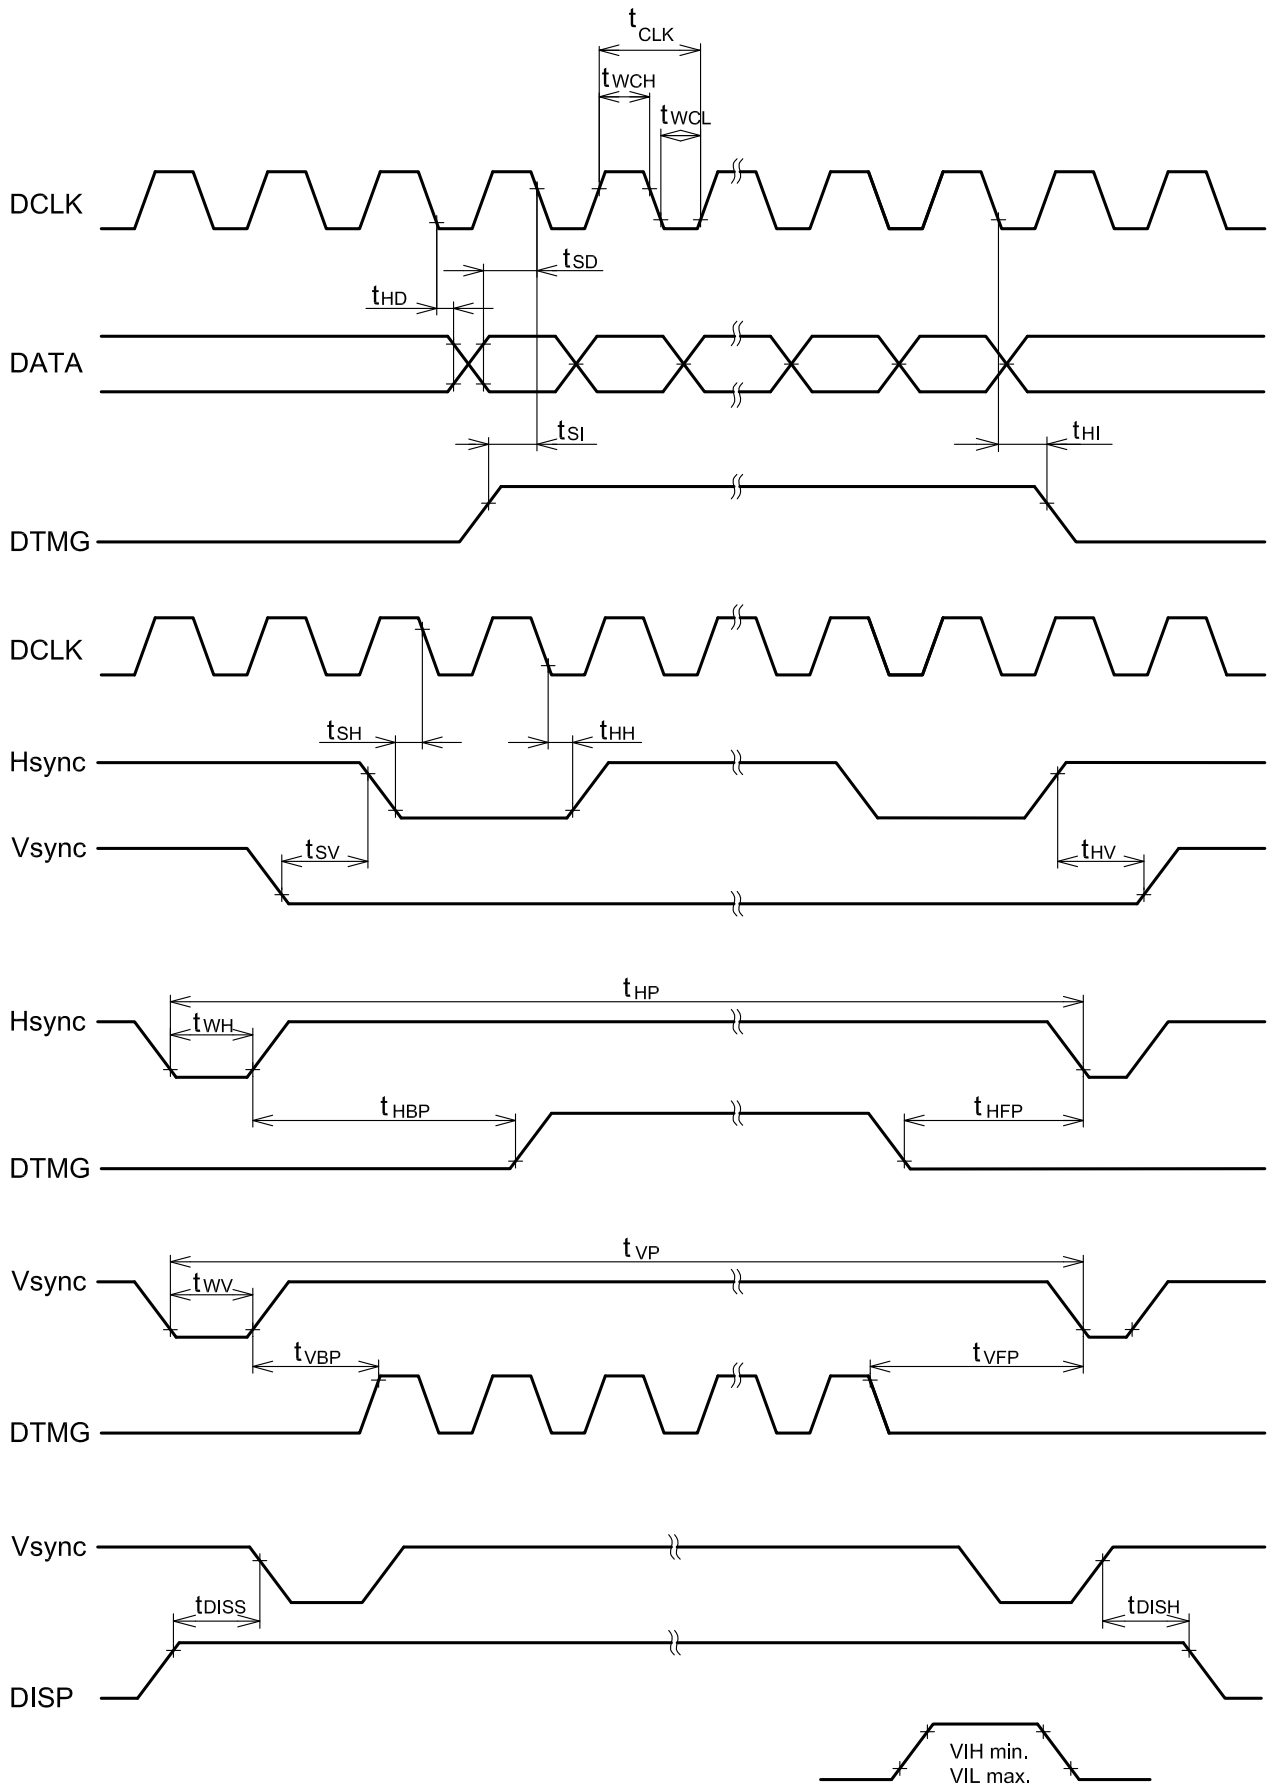 tCLK
tWCH
tWCL
DCLK
tSD
tHD
DATA
tSI
tHI
DTMG
DCLK
tSH
tHH
Hsync
Vsync
tSV
tHV
tHP
Hsync
tWH
tHBP
tHFP
DTMG
tVP
Vsync
tWV
tVBP
tVFP
DTMG
Vsync
tDISS
tDISH
DISP
VIH min.
VIL max.